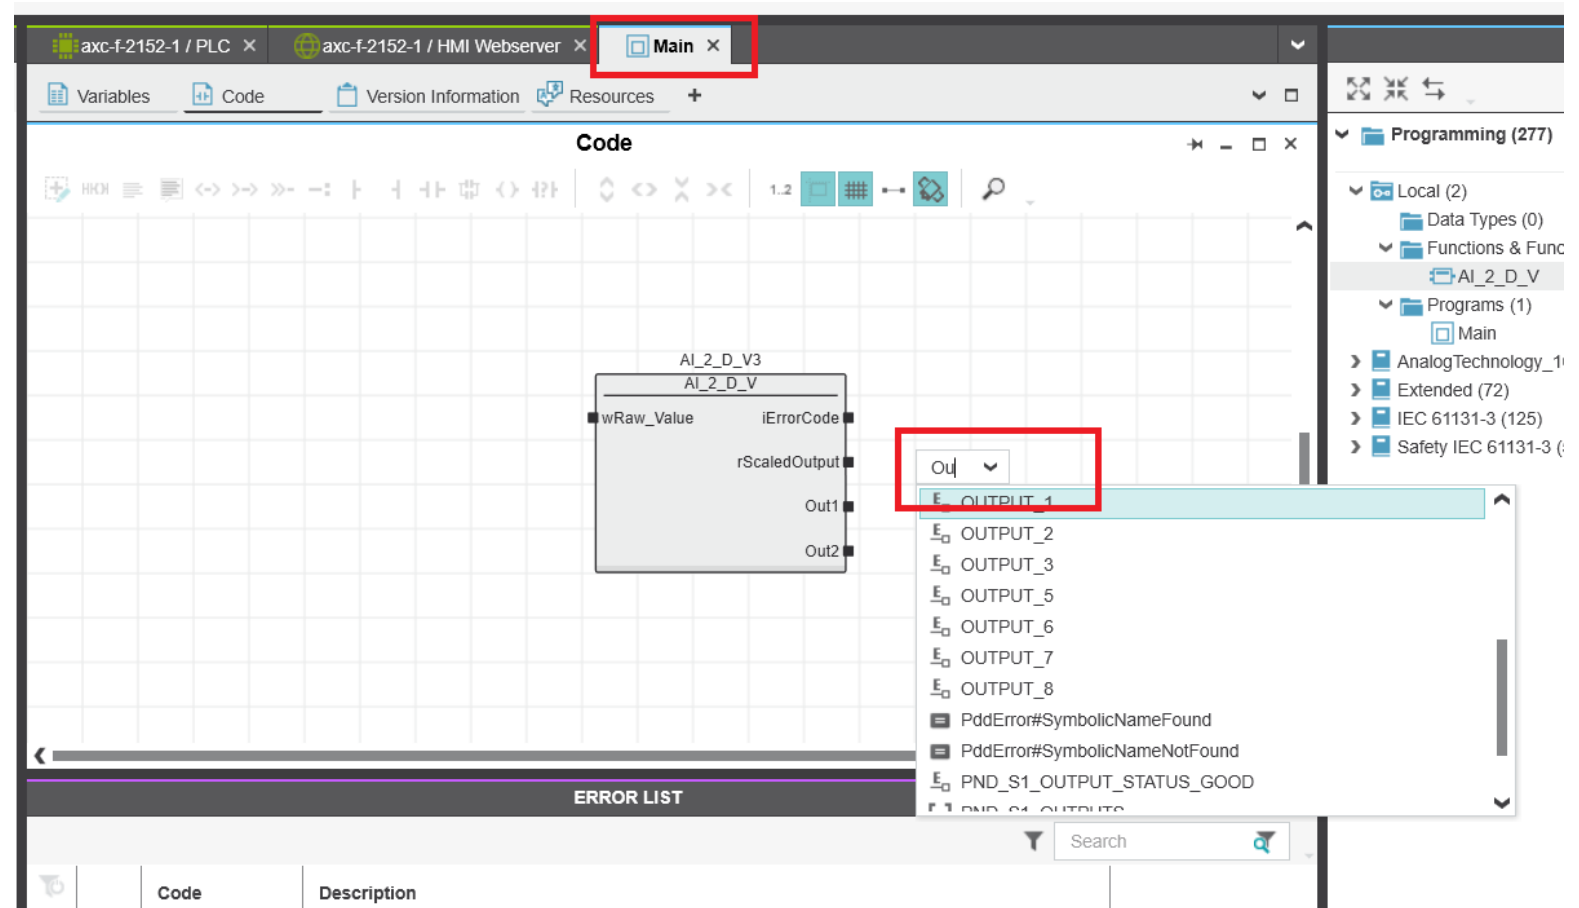 axc-f-2152-1 / PLC
axc-f-2152-1 / HMI Webserver
Main
Variables
Code
Version Information
Resources
Code
1..2
AI_2_D_V3
AI_2_D_V
wRaw_Value
iErrorCode
rScaledOutput
Out1
Out2
Ou
OUTPUT_1
OUTPUT_2
OUTPUT_3
OUTPUT_5
OUTPUT_6
OUTPUT_7
OUTPUT_8
PddError#SymbolicNameFound
PddError#SymbolicNameNotFound
PND_S1_OUTPUT_STATUS_GOOD
PND_S1_OUTPUTS
ERROR LIST
Search
Code
Description
Programming (277)
Local (2)
Data Types (0)
Functions & Func
AI_2_D_V
Programs (1)
Main
AnalogTechnology_1
Extended (72)
IEC 61131-3 (125)
Safety IEC 61131-3 (